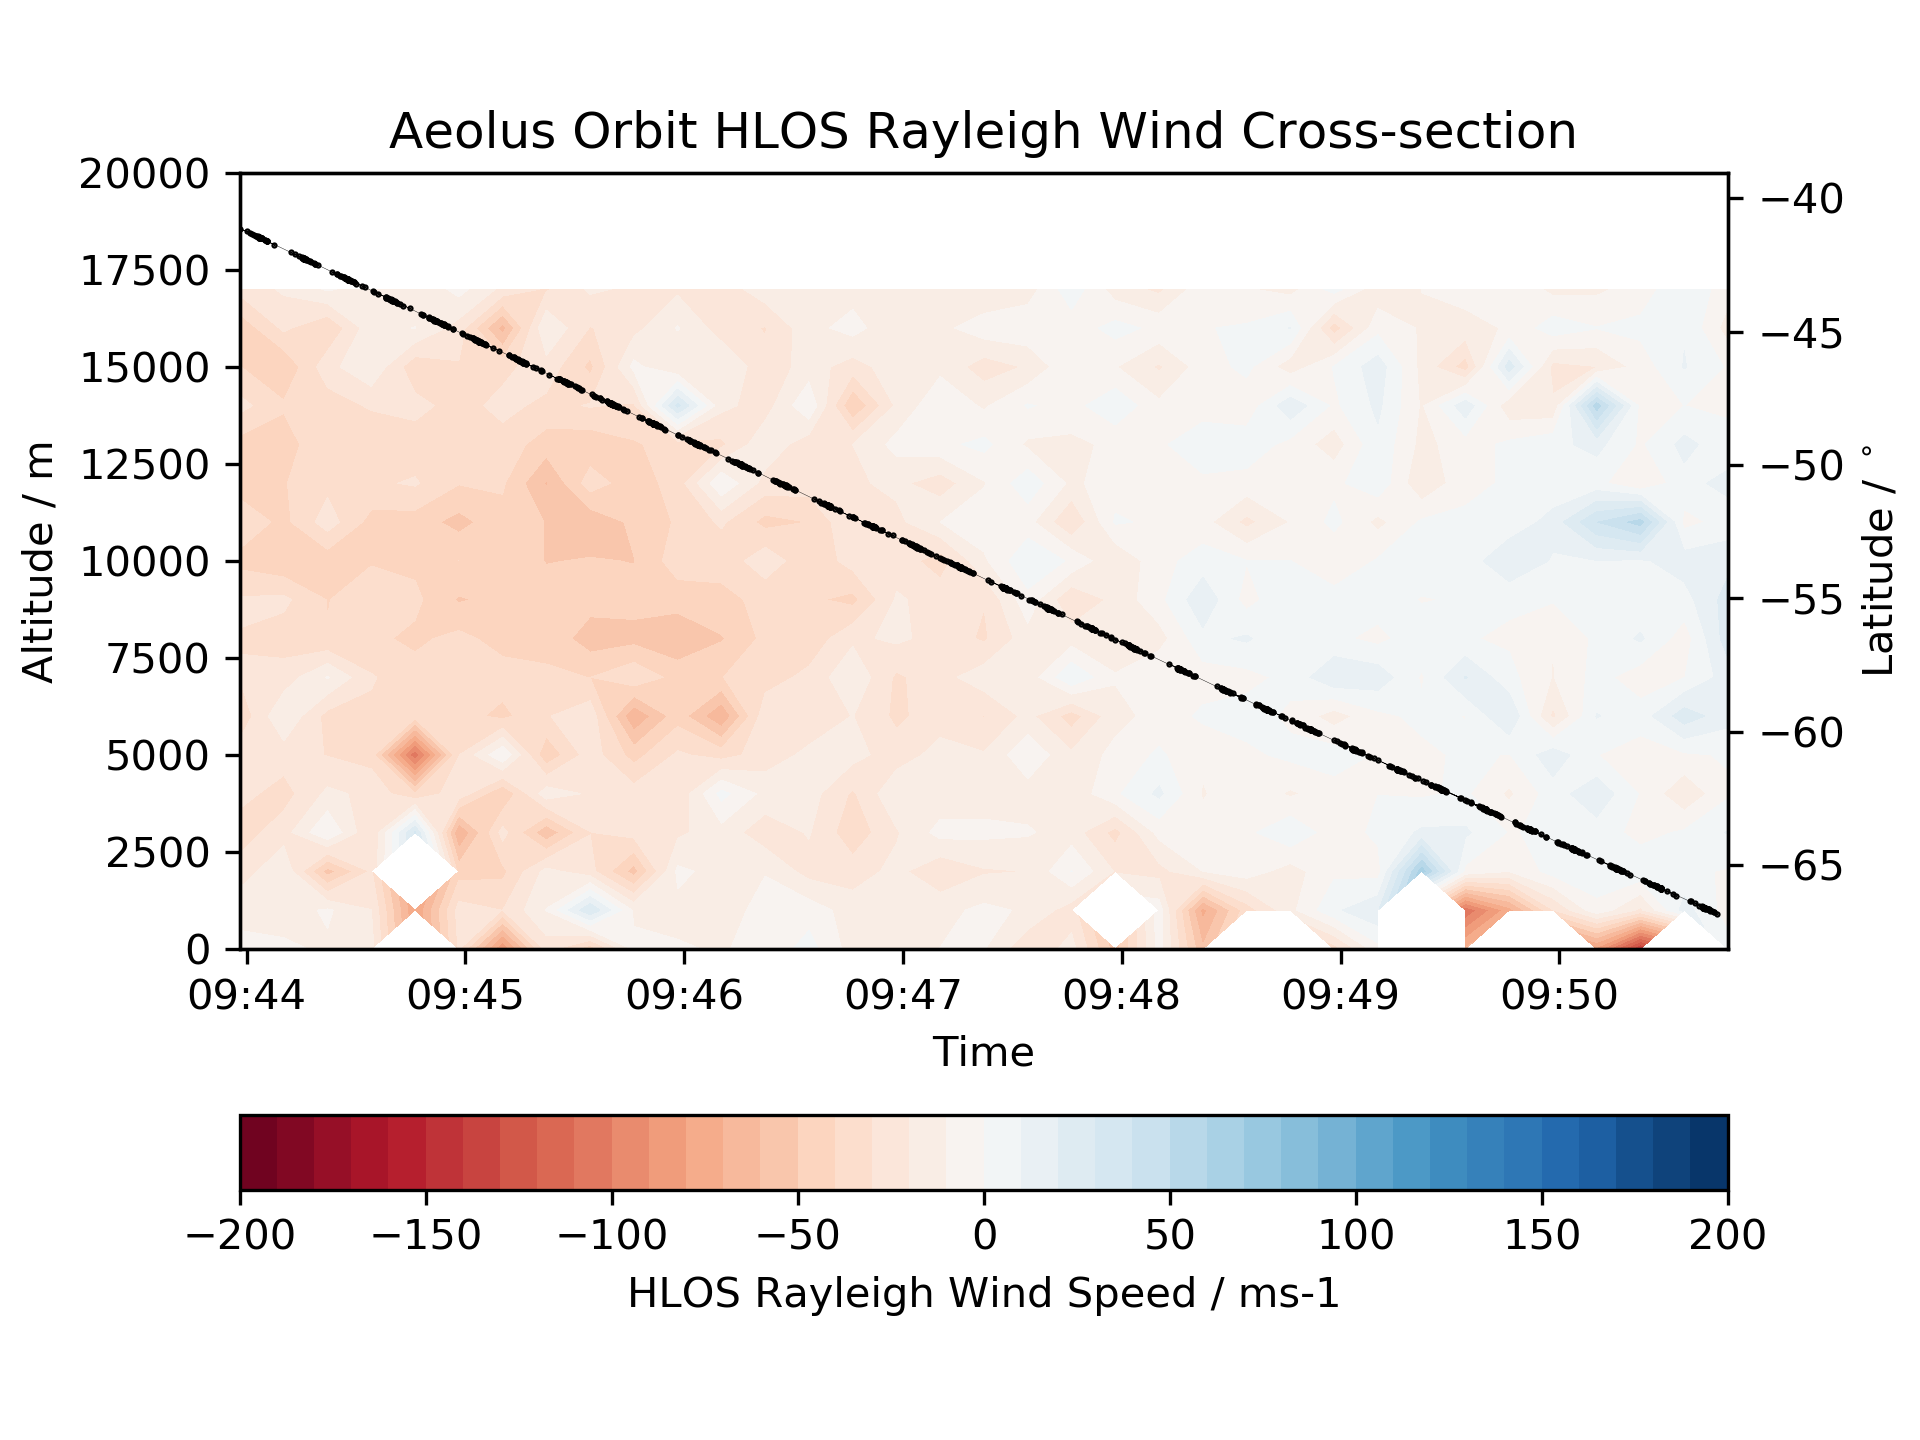 Aeolus Orbit HLOS Rayleigh Wind Cross-section
20000
17500
15000
12500
10000
7500
5000
2500
0
Altitude / m
−40
−45
−50
−55
−60
−65
Latitude / °
09:44 09:45 09:46 09:47 09:48 09:49 09:50
Time
−200 −150 −100 −50 0 50 100 150 200
HLOS Rayleigh Wind Speed / ms-1